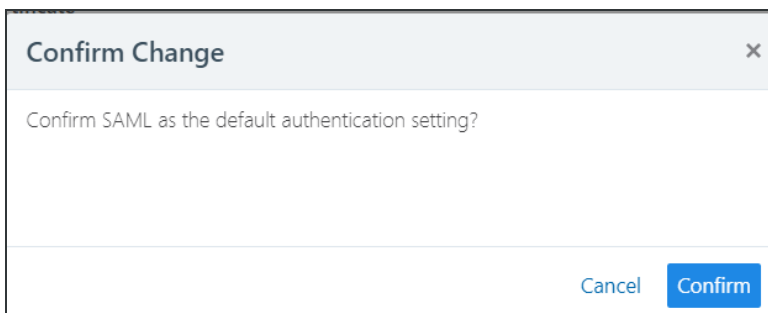 Confirm Change
×
Confirm SAML as the default authentication setting?
Cancel Confirm